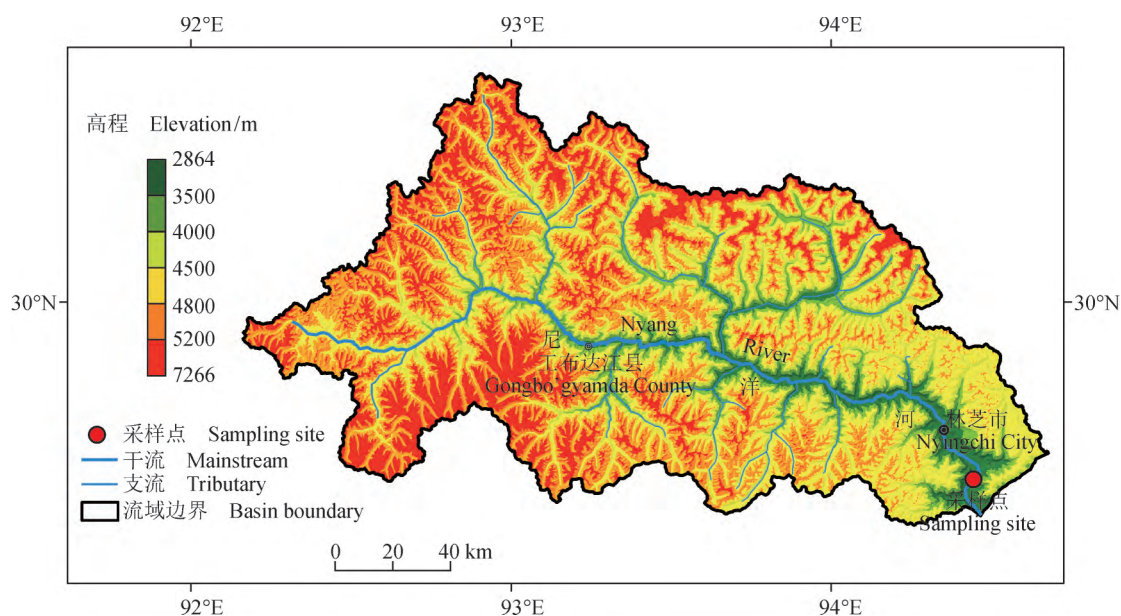 92°E 93°E 94°E
高程 Elevation/m
2864
3500
4000
4500
4800
5200
7266
30°N 30°N
尼 Nyang
工布达江县
Gongbo'gyamda County
River
洋
河 林芝市
Nyingchi City
采样点
Sampling site
采样点 Sampling site
干流 Mainstream
支流 Tributary
流域边界 Basin boundary
0 20 40 km
92°E 93°E 94°E